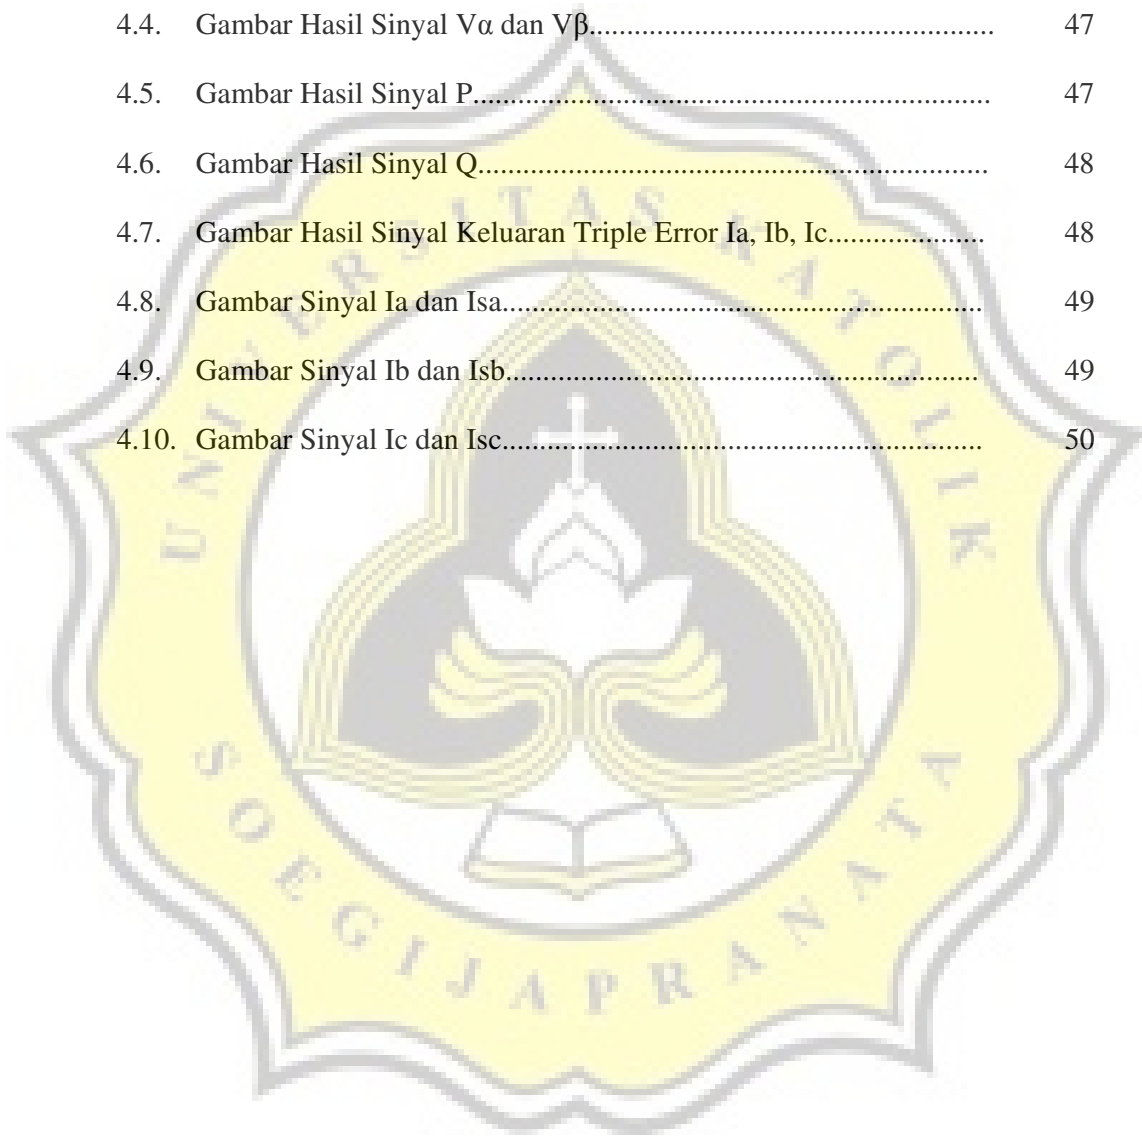 4.4. Gambar Hasil Sinyal Vα dan Vβ...................................................... 47
4.5. Gambar Hasil Sinyal P..................................................................... 47
4.6. Gambar Hasil Sinyal Q.................................................................... 48
4.7. Gambar Hasil Sinyal Keluaran Triple Error Ia, Ib, Ic..................... 48
4.8. Gambar Sinyal Ia dan Isa................................................................ 49
4.9. Gambar Sinyal Ib dan Isb............................................................... 49
4.10. Gambar Sinyal Ic dan Isc................................................................ 50
UNIVERSITAS KATOLIK
SOEGIJAPRANATA